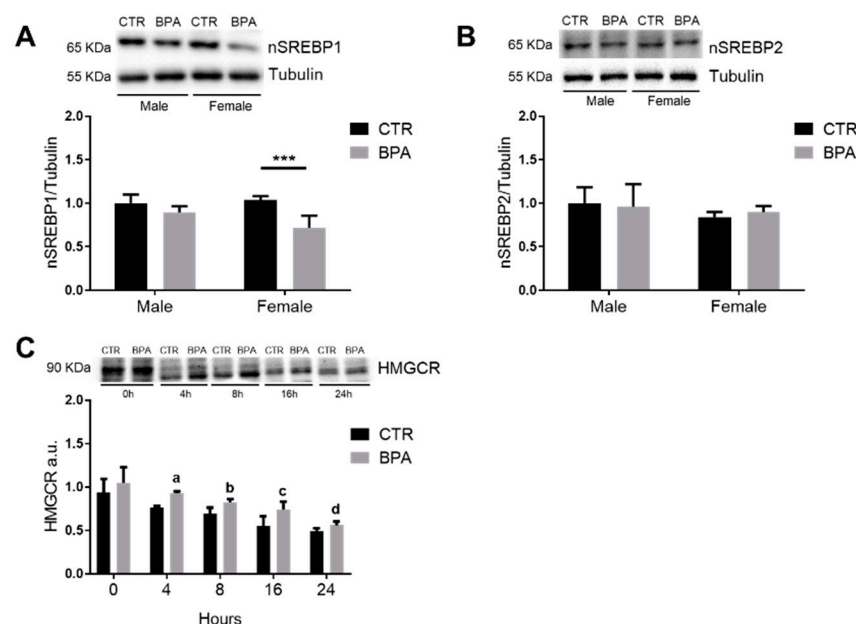 A
CTR BPA CTR BPA
65 KDa nSREBP1
55 KDa Tubulin
Male Female
2.0
1.5
1.0
0.5
0.0
nSREBP1/Tubulin
CTR
BPA
***
Male Female
B
CTR BPA CTR BPA
65 KDa nSREBP2
55 KDa Tubulin
Male Female
2.0
1.5
1.0
0.5
0.0
nSREBP2/Tubulin
CTR
BPA
Male Female
C
CTR BPA CTR BPA CTR BPA CTR BPA CTR BPA
90 KDa HMGCR
0h 4h 8h 16h 24h
2.0
1.5
1.0
0.5
0.0
HMGCR a.u.
CTR
BPA
a b c d
0 4 8 16 24
Hours